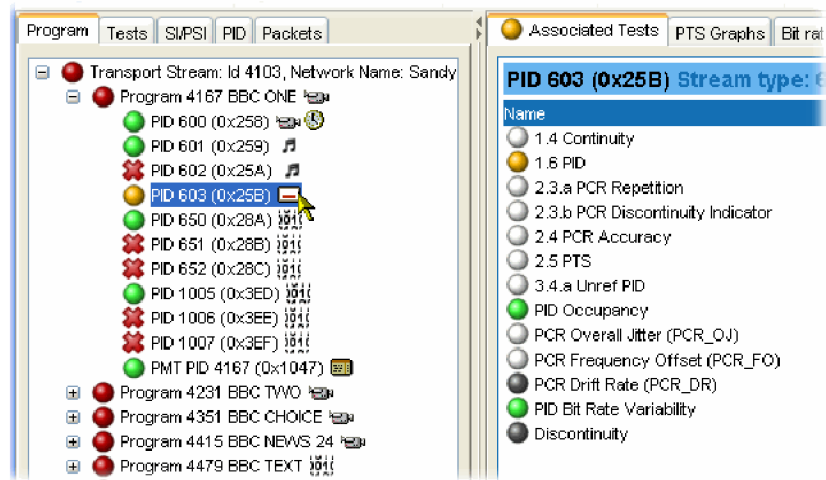 Program Tests SI/PSI PID Packets
Transport Stream: Id 4103, Network Name: Sandy
Program 4167 BBC ONE
PID 600 (0x258)
PID 601 (0x259)
PID 602 (0x25A)
PID 603 (0x25B)
PID 650 (0x28A)
PID 651 (0x28B)
PID 652 (0x28C)
PID 1005 (0x3ED)
PID 1006 (0x3EE)
PID 1007 (0x3EF)
PMT PID 4167 (0x1047)
Program 4231 BBC TWO
Program 4351 BBC CHOICE
Program 4415 BBC NEWS 24
Program 4479 BBC TEXT
Associated Tests PTS Graphs Bit rat
PID 603 (0x25B) Stream type: 6
Name
1.4 Continuity
1.6 PID
2.3.a PCR Repetition
2.3.b PCR Discontinuity Indicator
2.4 PCR Accuracy
2.5 PTS
3.4.a Unref PID
PID Occupancy
PCR Overall Jitter (PCR_OJ)
PCR Frequency Offset (PCR_FO)
PCR Drift Rate (PCR_DR)
PID Bit Rate Variability
Discontinuity